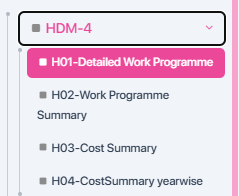 HDM-4
H01-Detailed Work Programme
H02-Work Programme
Summary
H03-Cost Summary
H04-CostSummary yearwise